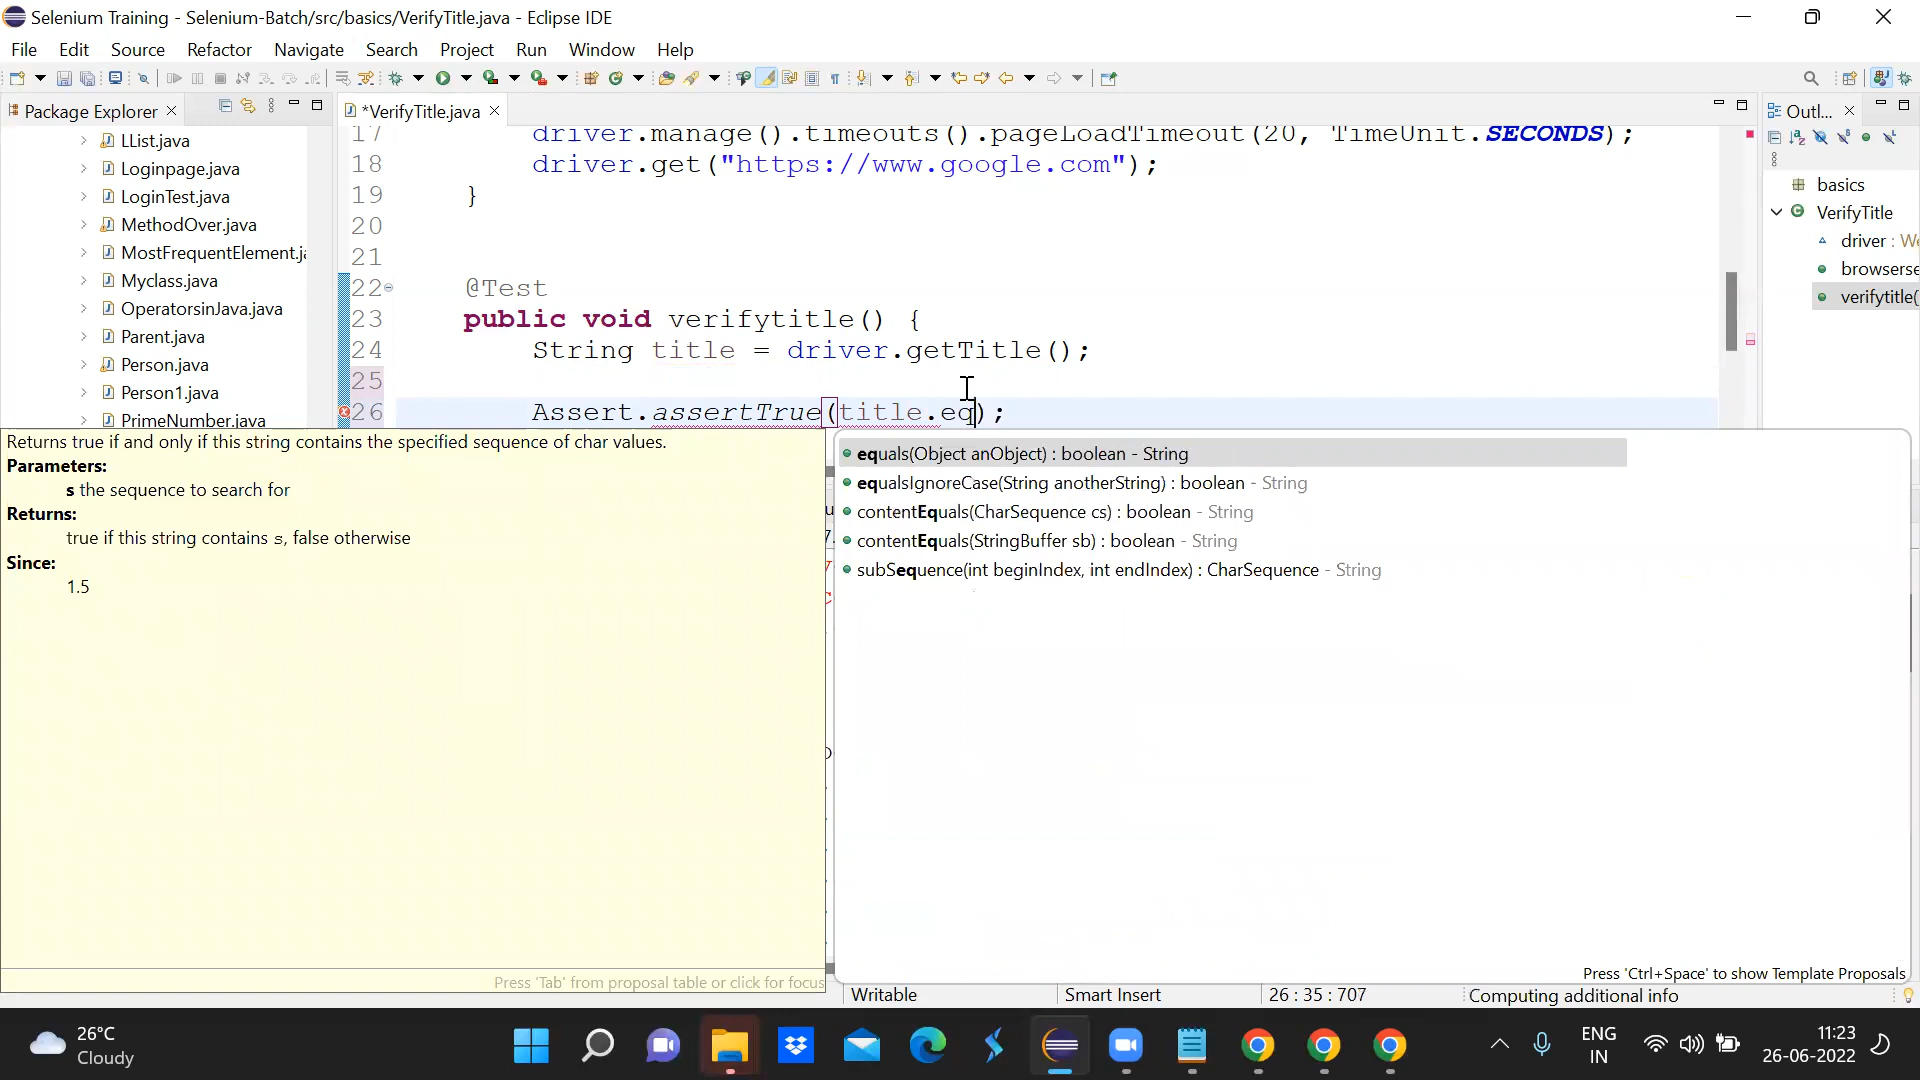 Selenium Training - Selenium-Batch/src/basics/VerifyTitle.java - Eclipse IDE
File Edit Source Refactor Navigate Search Project Run Window Help
Package Explorer
*VerifyTitle.java
Outl...
LList.java
Loginpage.java
LoginTest.java
MethodOver.java
MostFrequentElement.ja
Myclass.java
OperatorsinJava.java
Parent.java
Person.java
Person1.java
PrimeNumber.java
17 driver.manage().timeouts().pageLoadTimeout(20, TimeUnit.SECONDS);
18 driver.get("https://www.google.com");
19 }
20
21
22 @Test
23 public void verifytitle() {
24 String title = driver.getTitle();
25
26 Assert.assertTrue(title.eq);
basics
VerifyTitle
driver : We
browserse
verifytitle(
Returns true if and only if this string contains the specified sequence of char values.
Parameters:
s the sequence to search for
Returns:
true if this string contains s, false otherwise
Since:
1.5
Press 'Tab' from proposal table or click for focus
equals(Object anObject) : boolean - String
equalsIgnoreCase(String anotherString) : boolean - String
contentEquals(CharSequence cs) : boolean - String
contentEquals(StringBuffer sb) : boolean - String
subSequence(int beginIndex, int endIndex) : CharSequence - String
Press 'Ctrl+Space' to show Template Proposals
Writable
Smart Insert
26 : 35 : 707
Computing additional info
26°C
Cloudy
ENG
IN
11:23
26-06-2022